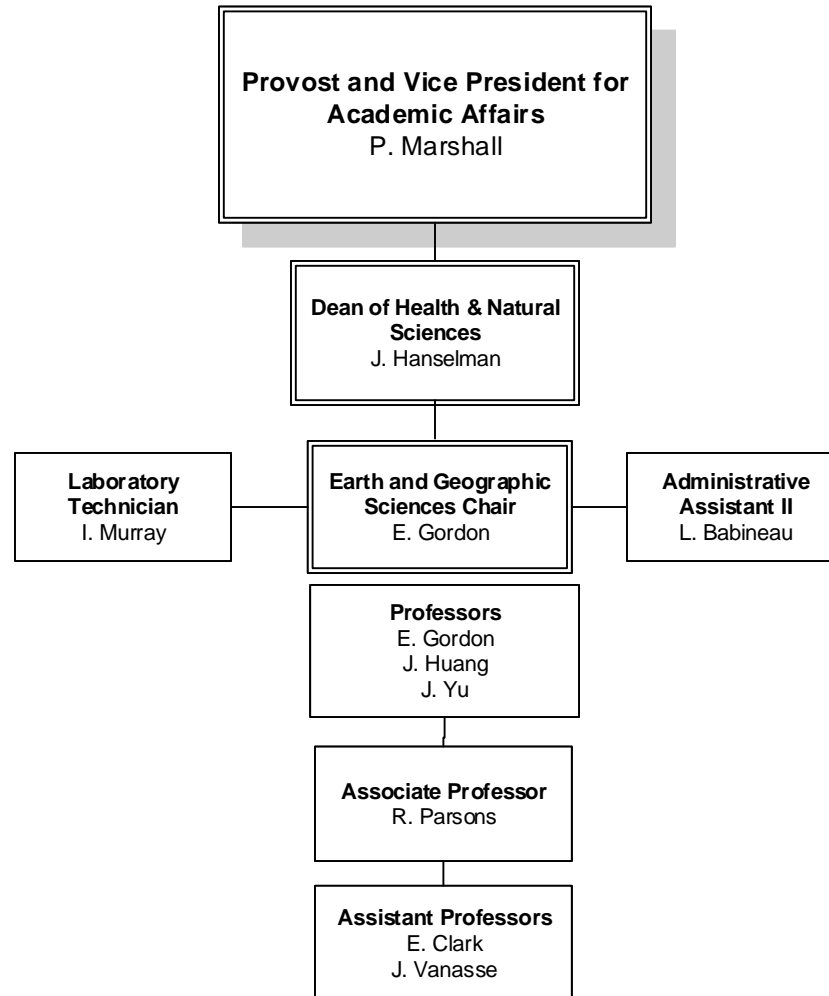 Provost and Vice President for
Academic Affairs
P. Marshall
Dean of Health & Natural
Sciences
J. Hanselman
Laboratory
Technician
I. Murray
Earth and Geographic
Sciences Chair
E. Gordon
Administrative
Assistant II
L. Babineau
Professors
E. Gordon
J. Huang
J. Yu
Associate Professor
R. Parsons
Assistant Professors
E. Clark
J. Vanasse